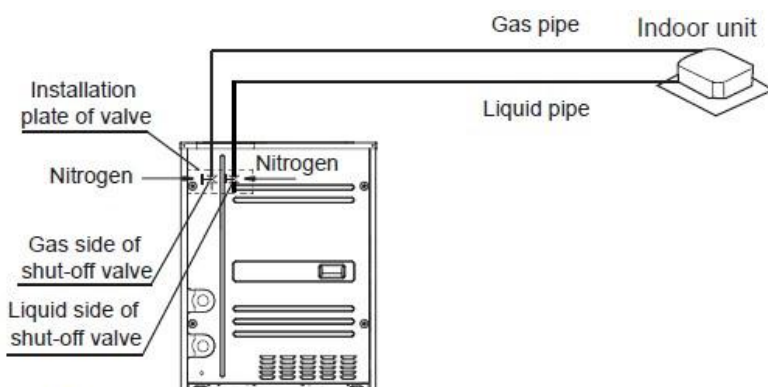 Gas pipe
Indoor unit
Liquid pipe
Installation
plate of valve
Nitrogen
Nitrogen
Gas side of
shut-off valve
Liquid side of
shut-off valve